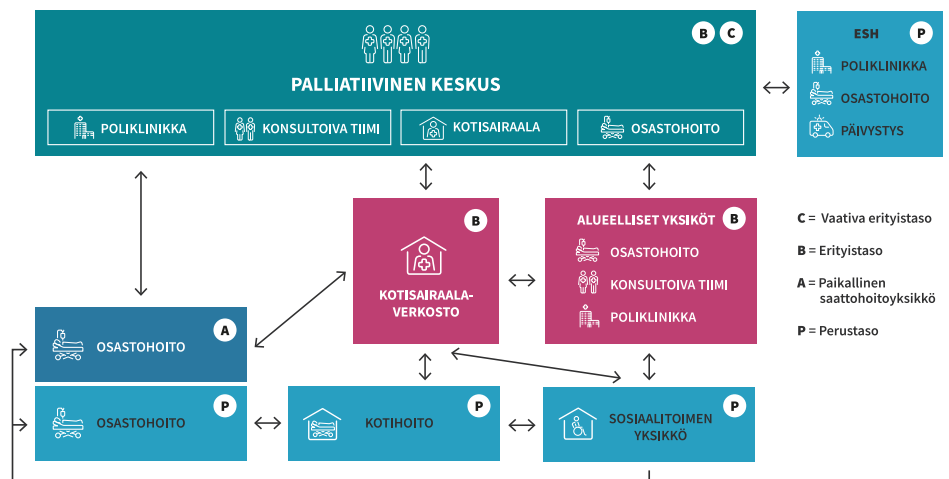 B C
PALLIATIIVINEN KESKUS
POLIKLINIKKA
KONSULTOIVA TIIMI
KOTISAIRAALA
OSASTOHOITO
ESH P
POLIKLINIKKA
OSASTOHOITO
PÄIVYSTYS
B
KOTISAIRAALA-
VERKOSTO
ALUEELLISET YKSIKÖT B
OSASTOHOITO
KONSULTOIVA TIIMI
POLIKLINIKKA
C = Vaativa erityistaso
B = Erityistaso
A = Paikallinen
saattohoitoyksikkö
P = Perustaso
A
OSASTOHOITO
P
OSASTOHOITO
P
KOTIHOITO
P
SOSIAALITOIMEN
YKSIKKÖ